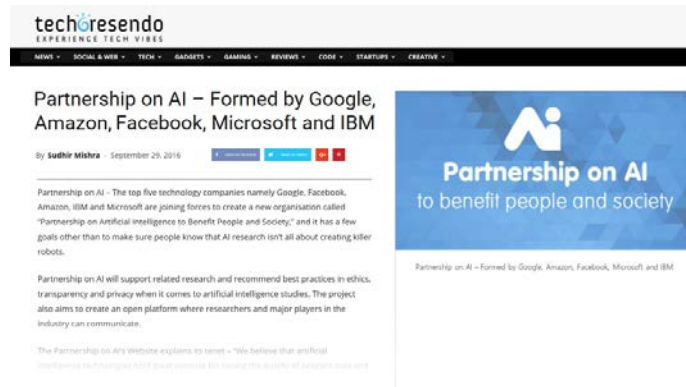 techcresendo
EXPERIENCE TECH VIBES
NEWS SOCIAL & WEB TECH GADGETS GAMING REVIEWS CODE STARTUPS CREATIVE
Partnership on AI – Formed by Google,
Amazon, Facebook, Microsoft and IBM
By Sudhir Mishra - September 29, 2016
Partnership on AI – The top five technology companies namely Google, Facebook,
Amazon, IBM and Microsoft are joining forces to create a new organisation called
"Partnership on Artificial Intelligence to Benefit People and Society," and it has a few
goals other than to make sure people know that AI research isn't all about creating killer
robots.
Partnership on AI will support related research and recommend best practices in ethics,
transparency and privacy when it comes to artificial intelligence studies. The project
also aims to create an open platform where researchers and major players in the
industry can communicate.
The Partnership on AI's Website explains its tenet – "We believe that artificial
intelligence technologies hold great
Ai
Partnership on AI
to benefit people and society
Partnership on AI – Formed by Google, Amazon, Facebook, Microsoft and IBM